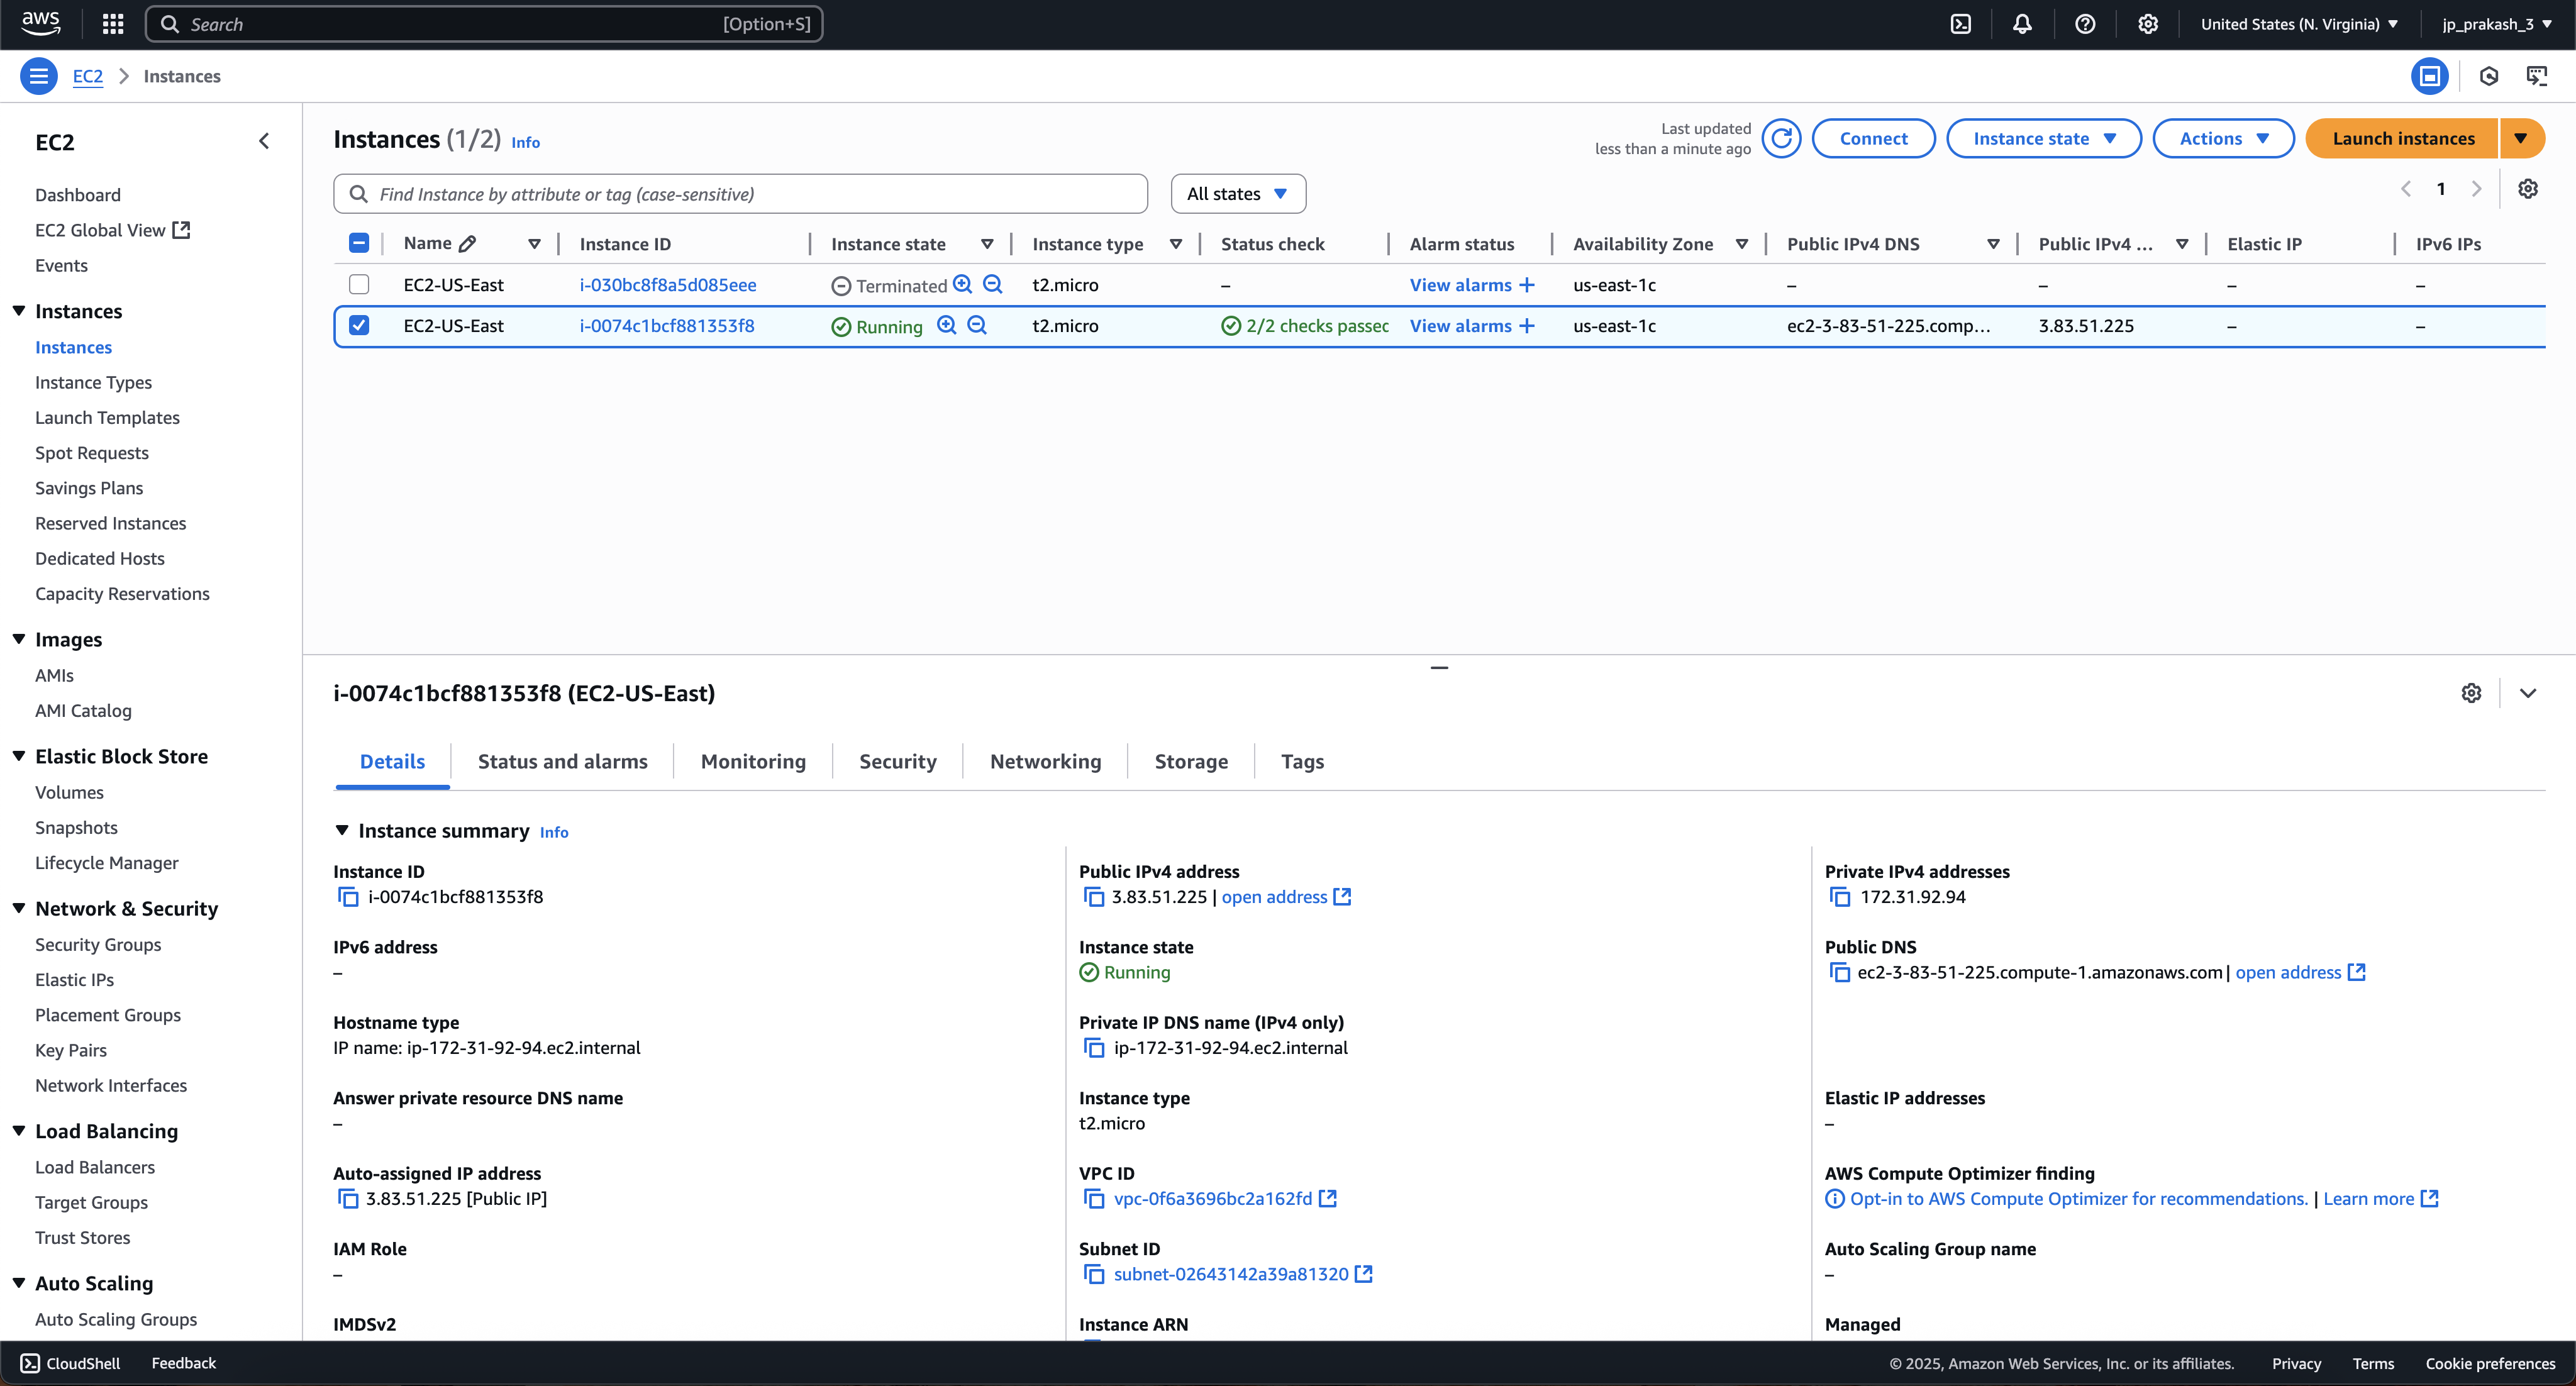 aws
Search [Option+S]
United States (N. Virginia)
jp_prakash_3
EC2 Instances
EC2
Dashboard
EC2 Global View
Events
Instances
Instances
Instance Types
Launch Templates
Spot Requests
Savings Plans
Reserved Instances
Dedicated Hosts
Capacity Reservations
Images
AMIs
AMI Catalog
Elastic Block Store
Volumes
Snapshots
Lifecycle Manager
Network & Security
Security Groups
Elastic IPs
Placement Groups
Key Pairs
Network Interfaces
Load Balancing
Load Balancers
Target Groups
Trust Stores
Auto Scaling
Auto Scaling Groups
Instances (1/2) Info
Last updated
less than a minute ago
Connect
Instance state
Actions
Launch instances
Find Instance by attribute or tag (case-sensitive)
All states
1
Name Instance ID Instance state Instance type Status check Alarm status Availability Zone Public IPv4 DNS Public IPv4 ... Elastic IP IPv6 IPs
EC2-US-East i-030bc8f8a5d085eee Terminated t2.micro – View alarms + us-east-1c – – – –
EC2-US-East i-0074c1bcf881353f8 Running t2.micro 2/2 checks passec View alarms + us-east-1c ec2-3-83-51-225.comp... 3.83.51.225 – –
i-0074c1bcf881353f8 (EC2-US-East)
Details Status and alarms Monitoring Security Networking Storage Tags
Instance summary Info
Instance ID
i-0074c1bcf881353f8
Public IPv4 address
3.83.51.225 | open address
Private IPv4 addresses
172.31.92.94
IPv6 address
–
Instance state
Running
Public DNS
ec2-3-83-51-225.compute-1.amazonaws.com | open address
Hostname type
IP name: ip-172-31-92-94.ec2.internal
Private IP DNS name (IPv4 only)
ip-172-31-92-94.ec2.internal
Answer private resource DNS name
–
Instance type
t2.micro
Elastic IP addresses
–
Auto-assigned IP address
3.83.51.225 [Public IP]
VPC ID
vpc-0f6a3696bc2a162fd
AWS Compute Optimizer finding
Opt-in to AWS Compute Optimizer for recommendations. | Learn more
IAM Role
–
Subnet ID
subnet-02643142a39a81320
Auto Scaling Group name
–
IMDSv2
Instance ARN
Managed
CloudShell Feedback
© 2025, Amazon Web Services, Inc. or its affiliates. Privacy Terms Cookie preferences